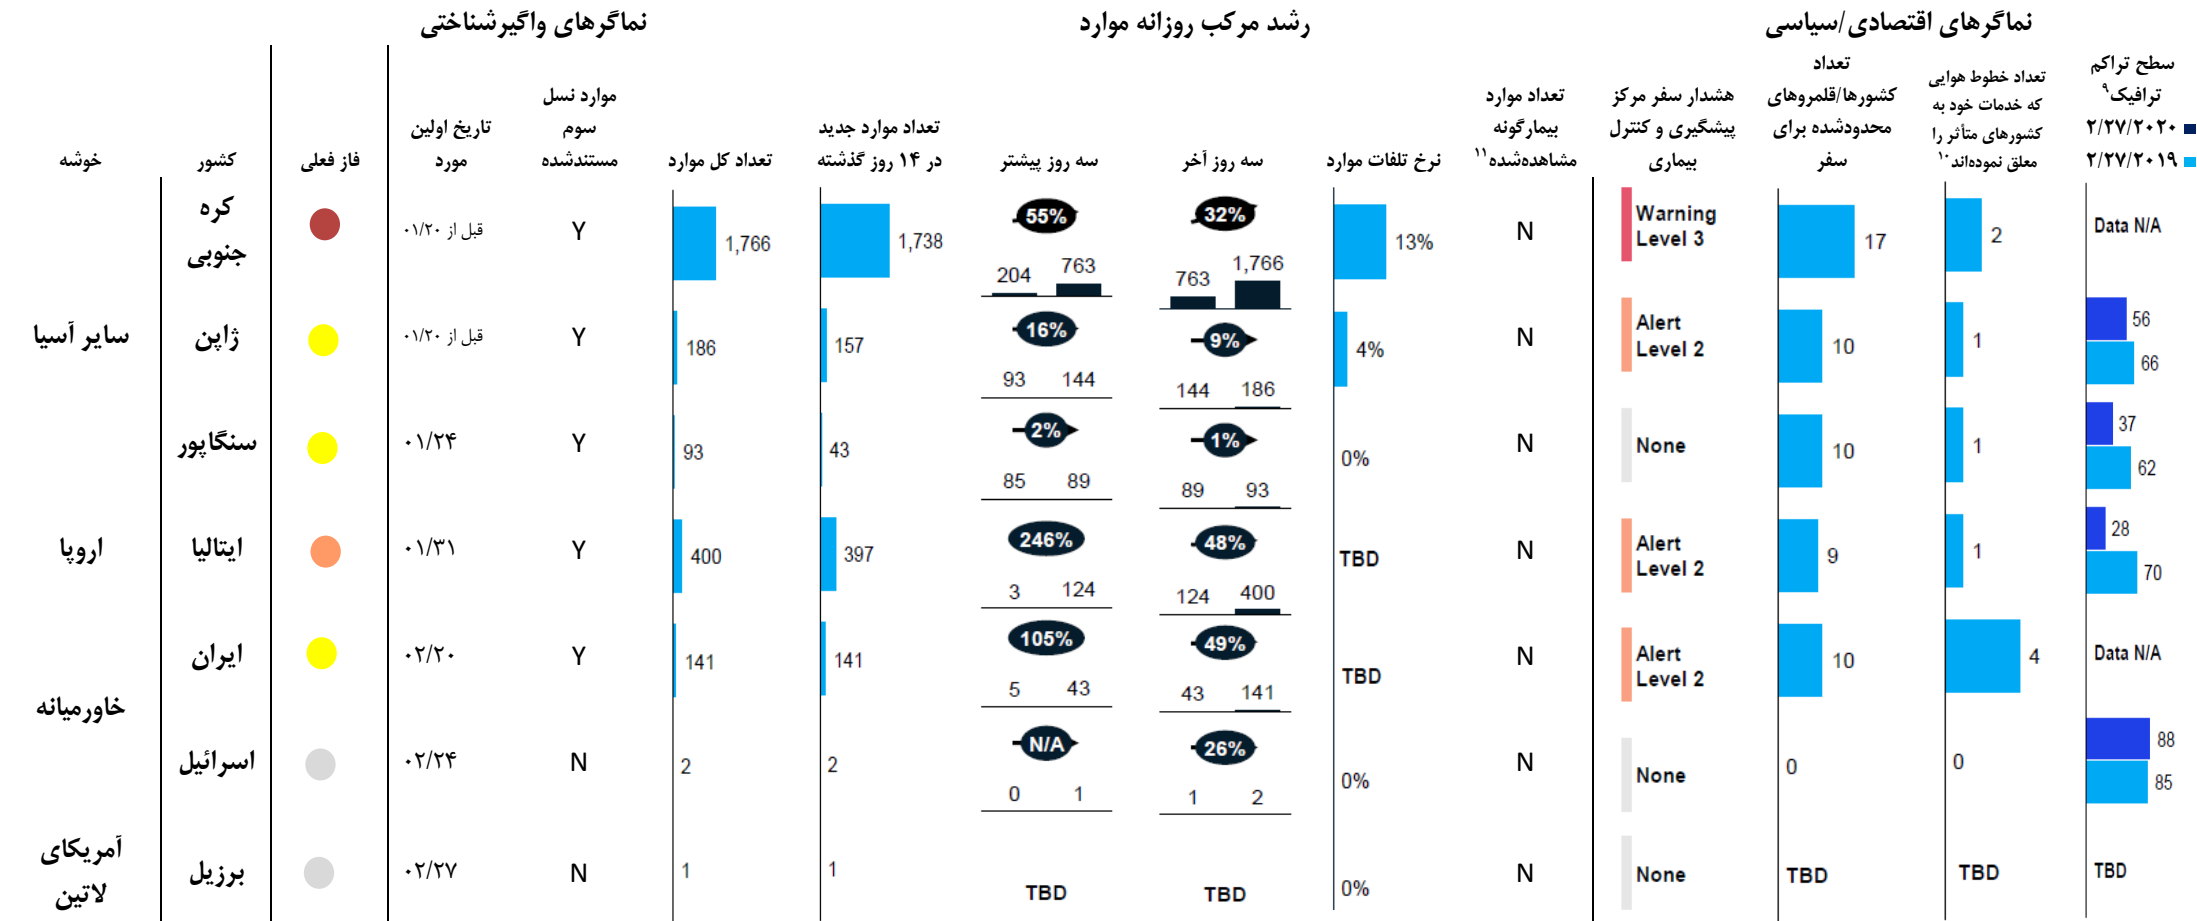 نماگرهای واگیرشناختی
رشد مرکب روزانه موارد
نماگرهای اقتصادی/سیاسی
خوشه
کشور
فاز فعلی
تاریخ اولین
مورد
موارد نسل
سوم
مستندشده
تعداد کل موارد
تعداد موارد جدید
در ۱۴ روز گذشته
سه روز پیشتر
سه روز آخر
نرخ تلفات موارد
تعداد موارد
بیمارگونه
مشاهده‌شده۱۱
هشدار سفر مرکز
پیشگیری و کنترل
بیماری
تعداد
کشورها/قلمروهای
محدودشده برای
سفر
تعداد خطوط هوایی
که خدمات خود به
کشورهای متأثر را
معلق نموده‌اند۱۰
سطح تراکم
ترافیک۹
۲/۲۷/۲۰۲۰
۲/۲۷/۲۰۱۹
سایر آسیا
کره
جنوبی
قبل از ۰۱/۲۰
Y
1,766
1,738
55%
204 763
32%
763 1,766
13%
N
Warning
Level 3
17
2
Data N/A
ژاپن
قبل از ۰۱/۲۰
Y
186
157
16%
93 144
9%
144 186
4%
N
Alert
Level 2
10
1
56
66
سنگاپور
۰۱/۲۴
Y
93
43
2%
85 89
1%
89 93
0%
N
None
10
1
37
62
اروپا
ایتالیا
۰۱/۳۱
Y
400
397
246%
3 124
48%
124 400
TBD
N
Alert
Level 2
9
1
28
70
خاورمیانه
ایران
۰۲/۲۰
Y
141
141
105%
5 43
49%
43 141
TBD
N
Alert
Level 2
10
4
Data N/A
اسرائیل
۰۲/۲۴
N
2
2
N/A
0 1
26%
1 2
0%
N
None
0
0
88
85
آمریکای
لاتین
برزیل
۰۲/۲۷
N
1
1
TBD
TBD
0%
N
None
TBD
TBD
TBD